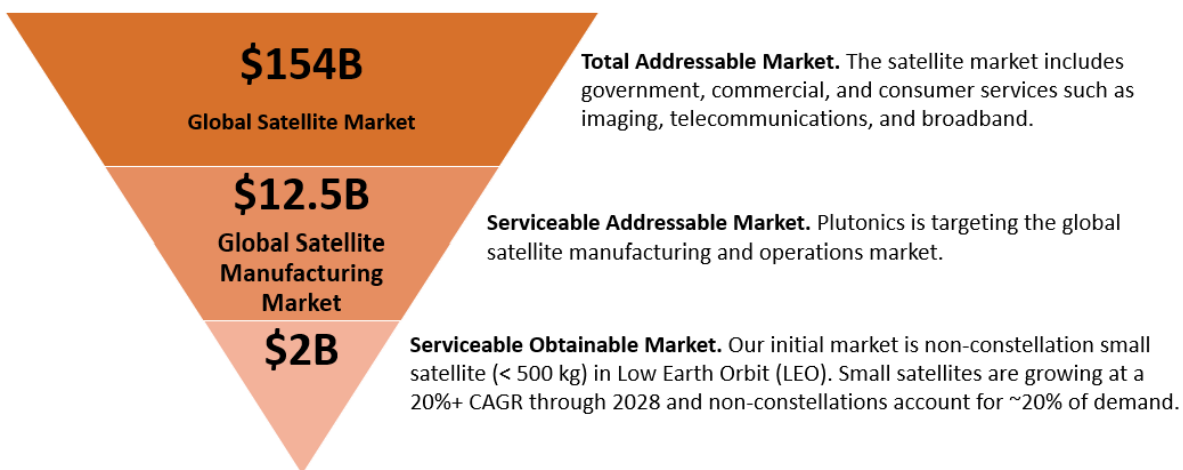 $154B
Global Satellite Market
Total Addressable Market. The satellite market includes
government, commercial, and consumer services such as
imaging, telecommunications, and broadband.
$12.5B
Global Satellite
Manufacturing
Market
Serviceable Addressable Market. Plutonics is targeting the global
satellite manufacturing and operations market.
$2B
Serviceable Obtainable Market. Our initial market is non-constellation small
satellite (< 500 kg) in Low Earth Orbit (LEO). Small satellites are growing at a
20%+ CAGR through 2028 and non-constellations account for ~20% of demand.